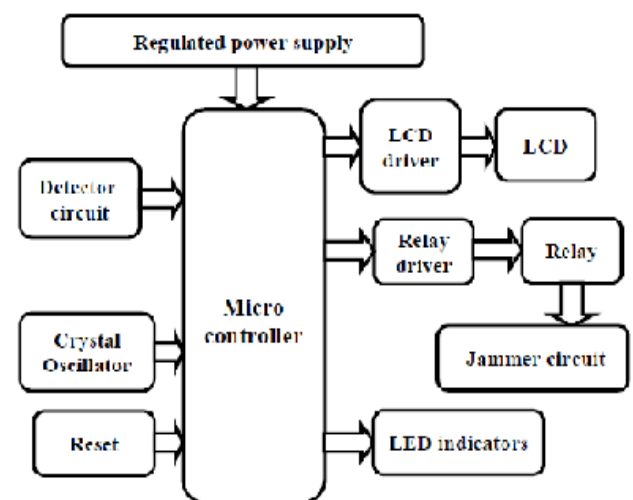 Regulated power supply
LCD
driver
LCD
Detector
circuit
Relay
driver
Relay
Micro
controller
Crystal
Oscillator
Jammer circuit
Reset
LED indicators